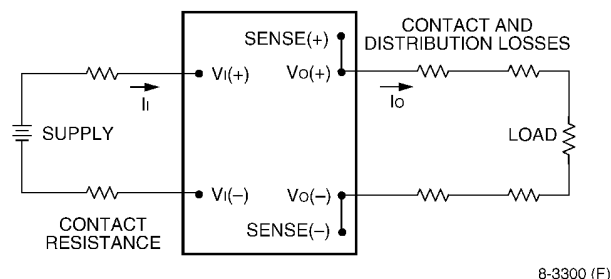 CONTACT AND
DISTRIBUTION LOSSES
SENSE(+)
VI(+)
VO(+)
II
IO
SUPPLY
LOAD
VI(–)
VO(–)
CONTACT
RESISTANCE
SENSE(–)
8-3300 (F)